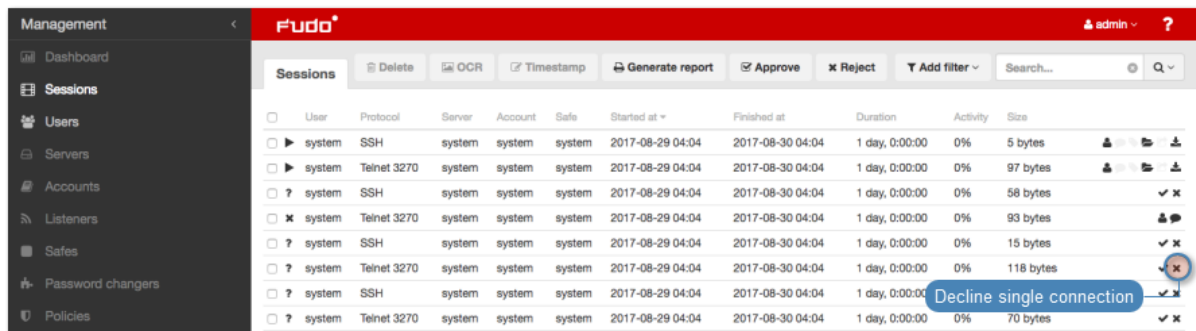 Management
FUDO
admin
?
Dashboard
Sessions
Users
Servers
Accounts
Listeners
Safes
Password changers
Policies
Sessions Delete OCR Timestamp Generate report Approve Reject Add filter Search...
User Protocol Server Account Safe Started at Finished at Duration Activity Size
system SSH system system system 2017-08-29 04:04 2017-08-30 04:04 1 day, 0:00:00 0% 5 bytes
system Telnet 3270 system system system 2017-08-29 04:04 2017-08-30 04:04 1 day, 0:00:00 0% 97 bytes
? system SSH system system system 2017-08-29 04:04 2017-08-30 04:04 1 day, 0:00:00 0% 58 bytes
system Telnet 3270 system system system 2017-08-29 04:04 2017-08-30 04:04 1 day, 0:00:00 0% 93 bytes
? system SSH system system system 2017-08-29 04:04 2017-08-30 04:04 1 day, 0:00:00 0% 15 bytes
? system Telnet 3270 system system system 2017-08-29 04:04 2017-08-30 04:04 1 day, 0:00:00 0% 118 bytes
? system SSH system system system 2017-08-29 04:04 2017-08-30 04:04 1 day, 0:00:00
Decline single connection
? system Telnet 3270 system system system 2017-08-29 04:04 2017-08-30 04:04 1 day, 0:00:00 0% 70 bytes